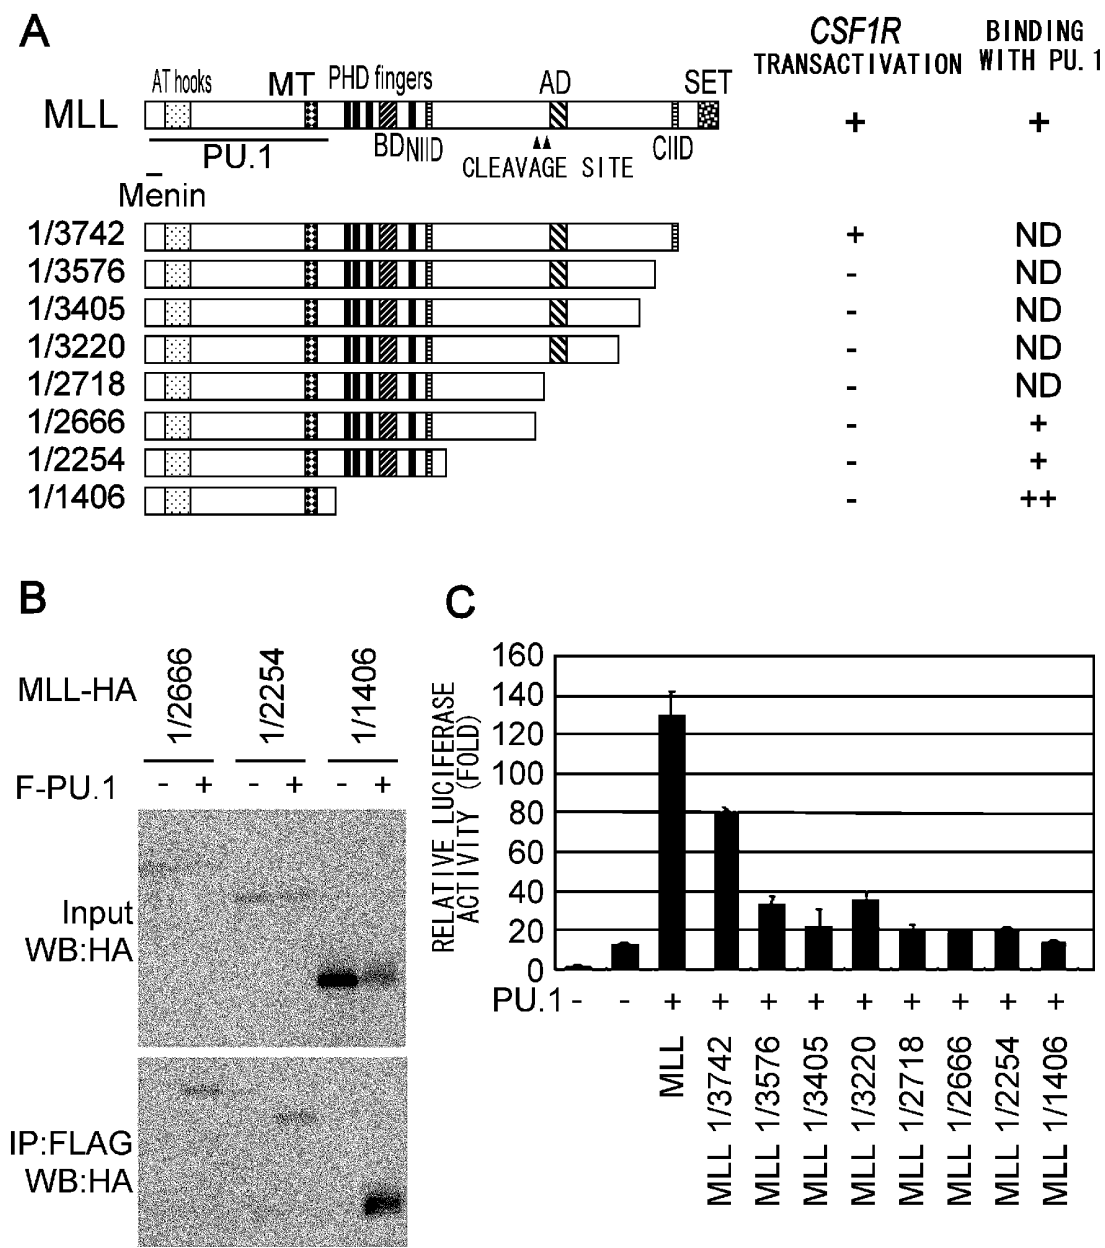 A
CSF1R TRANSACTIVATION
BINDING WITH PU.1
AT hooks MT PHD fingers AD SET
MLL + +
BD NIID CIID
PU.1 CLEAVAGE SITE
Menin
1/3742 + ND
1/3576 - ND
1/3405 - ND
1/3220 - ND
1/2718 - ND
1/2666 - +
1/2254 - +
1/1406 - ++
B
MLL-HA 1/2666 1/2254 1/1406
F-PU.1 - + - + - +
Input
WB:HA
IP:FLAG
WB:HA
C
RELATIVE LUCIFERASE
ACTIVITY (FOLD)
160
140
120
100
80
60
40
20
0
PU.1 - - + + + + + + + + +
MLL
MLL 1/3742
MLL 1/3576
MLL 1/3405
MLL 1/3220
MLL 1/2718
MLL 1/2666
MLL 1/2254
MLL 1/1406